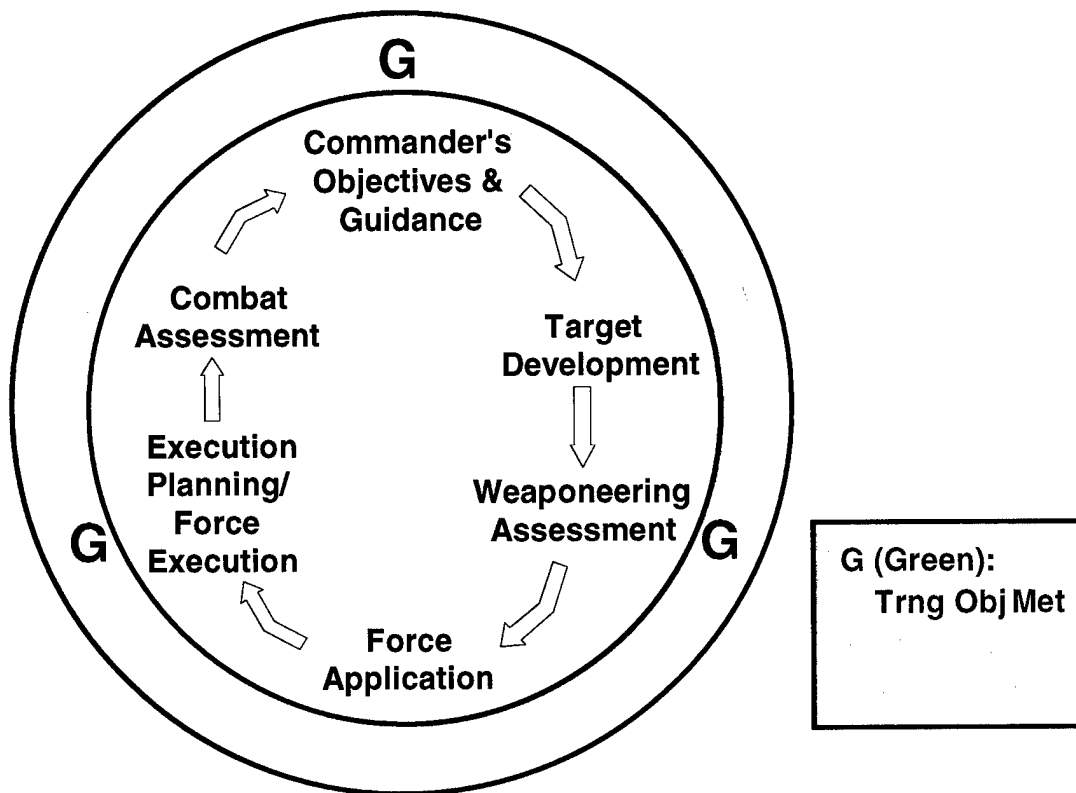 G
Commander's
Objectives &
Guidance
Target
Development
Weaponeering
Assessment
Force
Application
Execution
Planning/
Force
Execution
Combat
Assessment
G
G
G (Green):
Trng Obj Met